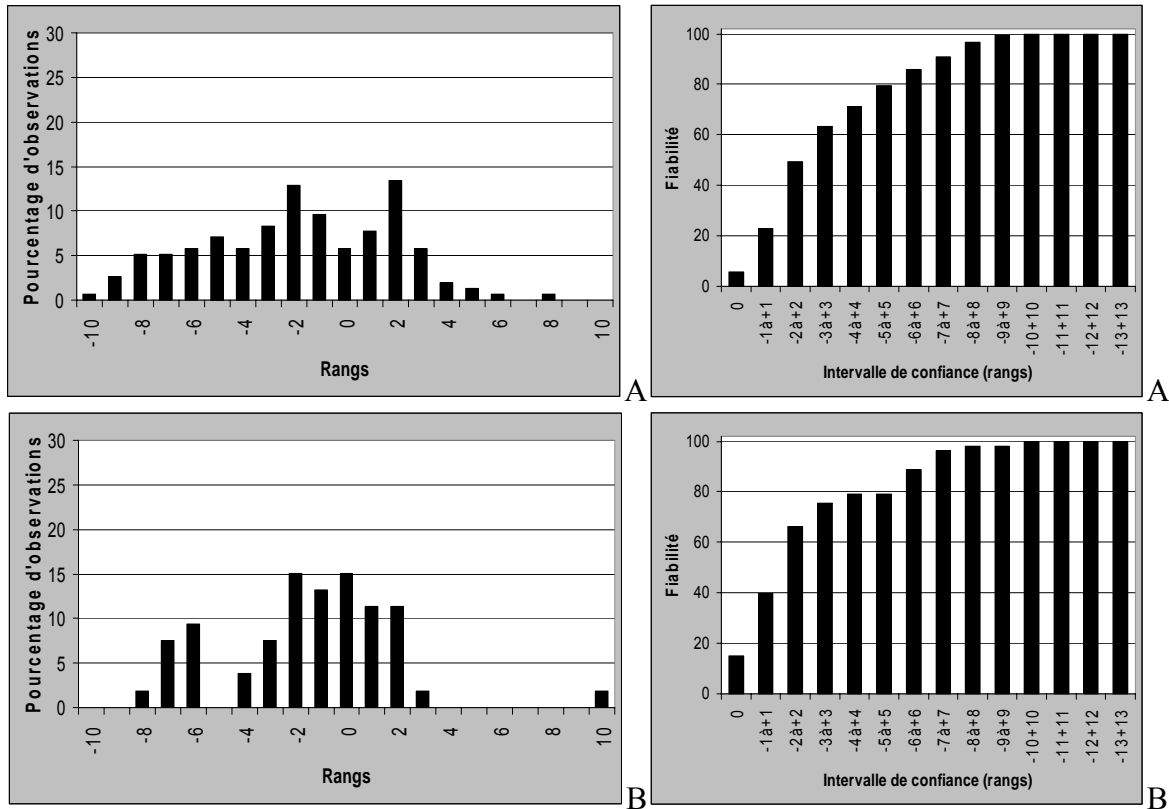 Pourcentage d'observations
30
25
20
15
10
5
0
-10
-8
-6
-4
-2
0
2
4
6
8
10
Rangs
A
Fiabilité
100
80
60
40
20
0
0
-1à+1
-2à+2
-3à+3
-4à+4
-5à+5
-6à+6
-7à+7
-8à+8
-9à+9
-10+10
-11+11
-12+12
-13+13
Intervalle de confiance (rangs)
A
Pourcentage d'observations
30
25
20
15
10
5
0
-10
-8
-6
-4
-2
0
2
4
6
8
10
Rangs
B
Fiabilité
100
80
60
40
20
0
0
-1à+1
-2à+2
-3à+3
-4à+4
-5à+5
-6à+6
-7à+7
-8à+8
-9à+9
-10+10
-11+11
-12+12
-13+13
Intervalle de confiance (rangs)
B